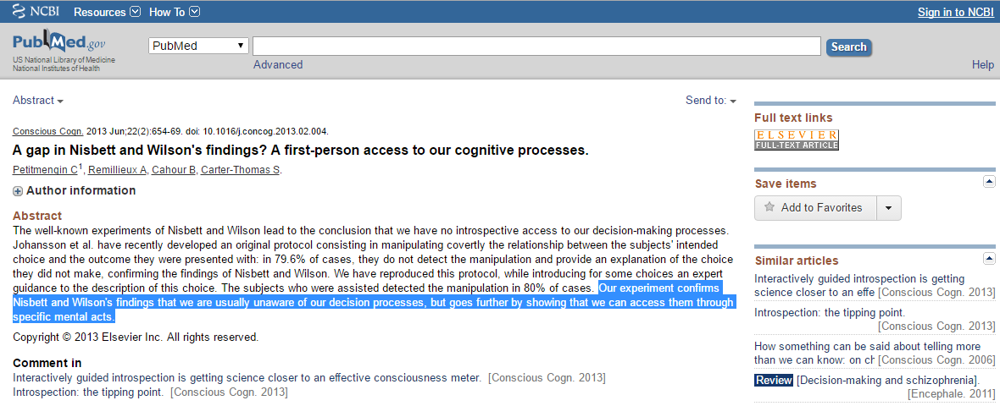 NCBI Resources How To Sign in to NCBI
PubMed.gov
US National Library of Medicine
National Institutes of Health
PubMed
Search
Advanced
Help
Abstract
Send to:
Conscious Cogn. 2013 Jun;22(2):654-69. doi: 10.1016/j.concog.2013.02.004.
A gap in Nisbett and Wilson's findings? A first-person access to our cognitive processes.
Petitmengin C1, Remillieux A, Cahour B, Carter-Thomas S.
Author information
Abstract
The well-known experiments of Nisbett and Wilson lead to the conclusion that we have no introspective access to our decision-making processes.
Johansson et al. have recently developed an original protocol consisting in manipulating covertly the relationship between the subjects' intended
choice and the outcome they were presented with: in 79.6% of cases, they do not detect the manipulation and provide an explanation of the choice
they did not make, confirming the findings of Nisbett and Wilson. We have reproduced this protocol, while introducing for some choices an expert
guidance to the description of this choice. The subjects who were assisted detected the manipulation in 80% of cases. Our experiment confirms
Nisbett and Wilson's findings that we are usually unaware of our decision processes, but goes further by showing that we can access them through
specific mental acts.
Copyright © 2013 Elsevier Inc. All rights reserved.
Comment in
Interactively guided introspection is getting science closer to an effective consciousness meter. [Conscious Cogn. 2013]
Introspection: the tipping point. [Conscious Cogn. 2013]
Full text links
ELSEVIER
FULL-TEXT ARTICLE
Save items
Add to Favorites
Similar articles
Interactively guided introspection is getting
science closer to an effe [Conscious Cogn. 2013]
Introspection: the tipping point.
[Conscious Cogn. 2013]
How something can be said about telling more
than we can know: on ch [Conscious Cogn. 2006]
Review [Decision-making and schizophrenia].
[Encephale. 2011]